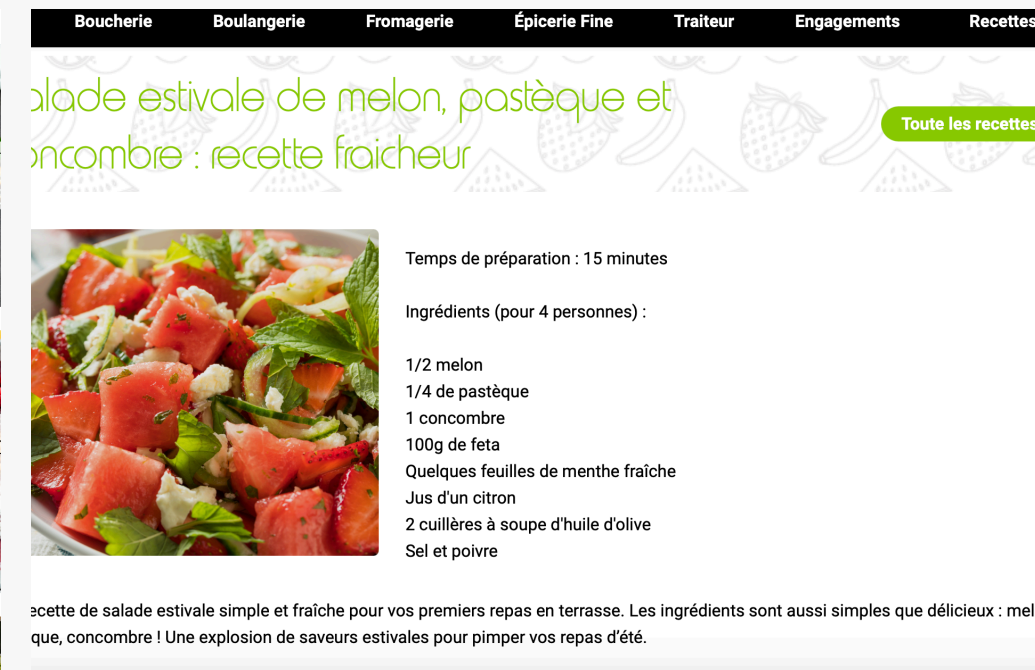 Boucherie Boulangerie Fromagerie Épicerie Fine Traiteur Engagements Recettes
alade estivale de melon, pastèque et
oncombre : recette fraicheur
Toute les recettes
Temps de préparation : 15 minutes
Ingrédients (pour 4 personnes) :
1/2 melon
1/4 de pastèque
1 concombre
100g de feta
Quelques feuilles de menthe fraîche
Jus d'un citron
2 cuillères à soupe d'huile d'olive
Sel et poivre
ecette de salade estivale simple et fraîche pour vos premiers repas en terrasse. Les ingrédients sont aussi simples que délicieux : mel
que, concombre ! Une explosion de saveurs estivales pour pimper vos repas d’été.